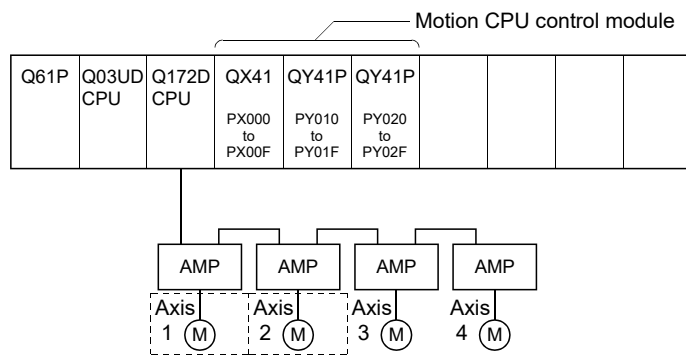 Motion CPU control module
Q61P Q03UD Q172D QX41 QY41P QY41P
CPU CPU
PX000 PY010 PY020
to to to
PX00F PY01F PY02F
AMP AMP AMP AMP
Axis Axis Axis Axis
1 M 2 M 3 M 4 M